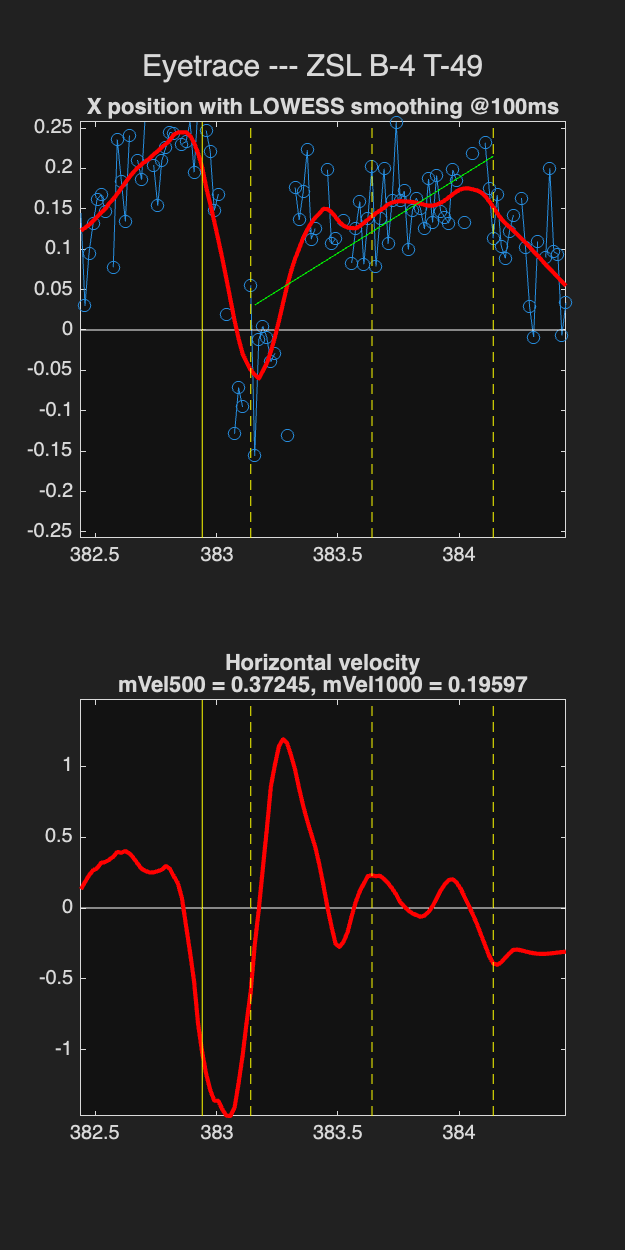 Eyetrace --- ZSL B-4 T-49
X position with LOWESS smoothing @100ms
0.25
0.2
0.15
0.1
0.05
0
-0.05
-0.1
-0.15
-0.2
-0.25
382.5 383 383.5 384
Horizontal velocity
mVel500 = 0.37245, mVel1000 = 0.19597
1
0.5
0
-0.5
-1
382.5 383 383.5 384